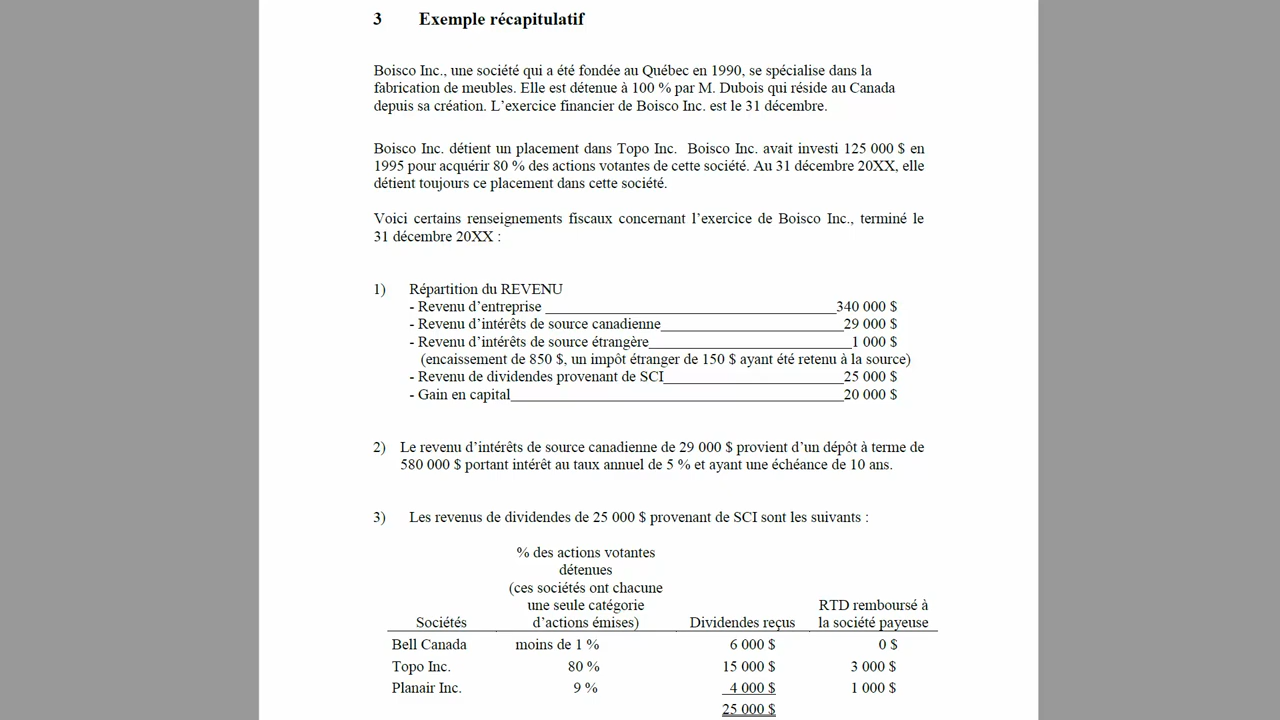 3 Exemple récapitulatif
Boisco Inc., une société qui a été fondée au Québec en 1990, se spécialise dans la
fabrication de meubles. Elle est détenue à 100 % par M. Dubois qui réside au Canada
depuis sa création. L’exercice financier de Boisco Inc. est le 31 décembre.
Boisco Inc. détient un placement dans Topo Inc. Boisco Inc. avait investi 125 000 $ en
1995 pour acquérir 80 % des actions votantes de cette société. Au 31 décembre 20XX, elle
détient toujours ce placement dans cette société.
Voici certains renseignements fiscaux concernant l’exercice de Boisco Inc., terminé le
31 décembre 20XX :
1) Répartition du REVENU
- Revenu d’entreprise 340 000 $
- Revenu d’intérêts de source canadienne 29 000 $
- Revenu d’intérêts de source étrangère 1 000 $
(encaissement de 850 $, un impôt étranger de 150 $ ayant été retenu à la source)
- Revenu de dividendes provenant de SCI 25 000 $
- Gain en capital 20 000 $
2) Le revenu d’intérêts de source canadienne de 29 000 $ provient d’un dépôt à terme de
580 000 $ portant intérêt au taux annuel de 5 % et ayant une échéance de 10 ans.
3) Les revenus de dividendes de 25 000 $ provenant de SCI sont les suivants :
% des actions votantes
détenues
(ces sociétés ont chacune
une seule catégorie RTD remboursé à
Sociétés d’actions émises) Dividendes reçus la société payeuse
Bell Canada moins de 1 % 6 000 $ 0 $
Topo Inc. 80 % 15 000 $ 3 000 $
Planair Inc. 9 % 4 000 $ 1 000 $
25 000 $